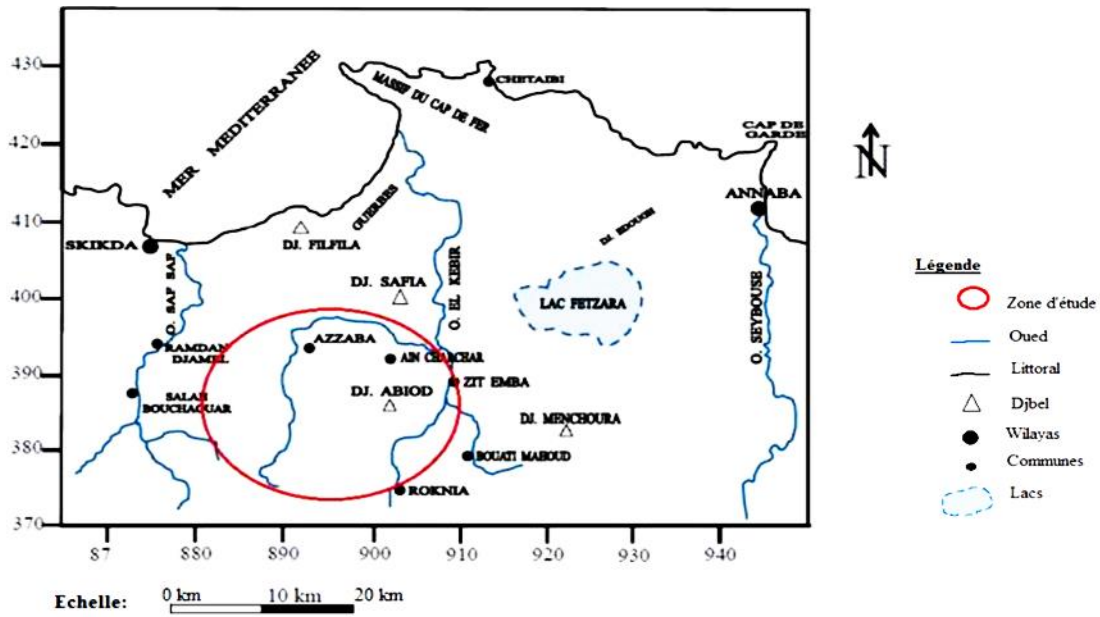 430
420
410
400
390
380
370
87
880
890
900
910
920
930
940
MER MEDITERRANEE
MASSIF DU CAP DE FER
CHETAIBI
CAP DE
GARDE
ANNABA
GUERBES
SKIKDA
DJ. FILFILA
DJ. EDOUGH
O. SAF SAF
DJ. SAFIA
O. EL KEBIR
LAC FETZARA
O. SEYBOUSE
RAMDAN
DJAMEL
AZZABA
AIN CHARCHAR
ZIT EMBA
SALAH
BOUCHAOUAR
DJ. ABIOD
DJ. MENCHOURA
BOUATI MAHOUD
ROKNIA
N
Légende
Zone d'étude
Oued
Littoral
Djbel
Wilayas
Communes
Lacs
Echelle:
0 km
10 km
20 km